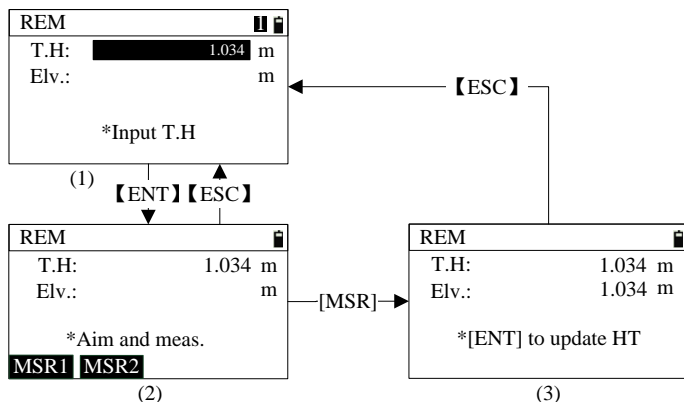 REM 1
T.H: 1.034 m
Elv.: m
*Input T.H
(1)
【ENT】【ESC】
【ESC】
REM
T.H: 1.034 m
Elv.: m
*Aim and meas.
MSR1 MSR2
(2)
[MSR]
REM
T.H: 1.034 m
Elv.: 1.034 m
*[ENT] to update HT
(3)